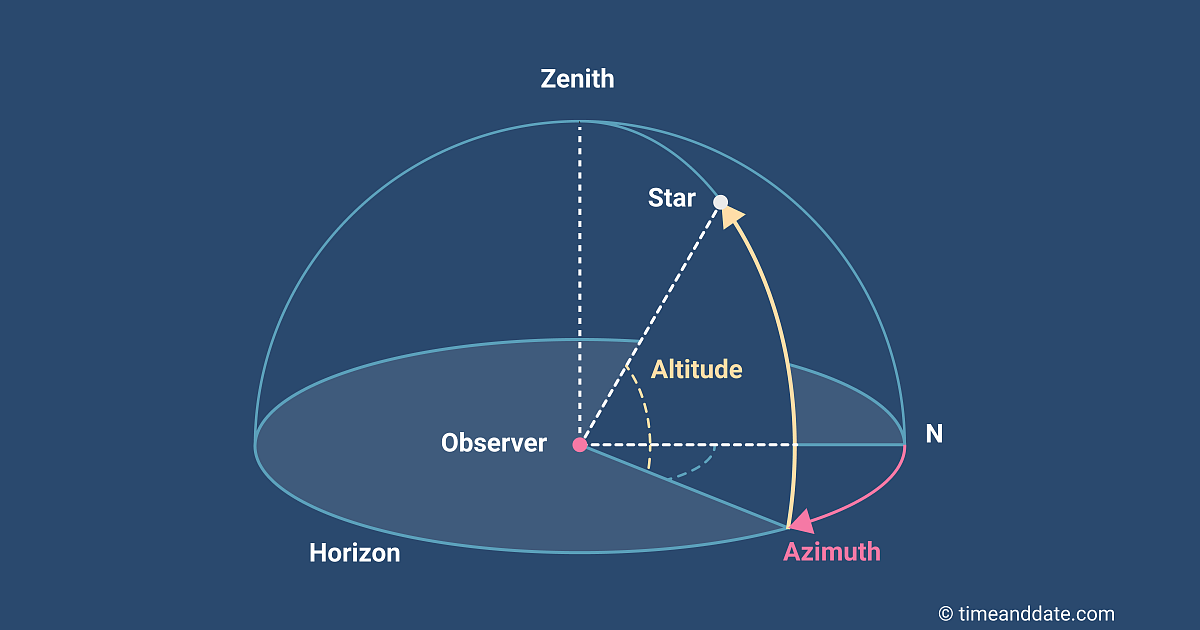 Zenith
Star
Altitude
N
Observer
Horizon
Azimuth
© timeanddate.com